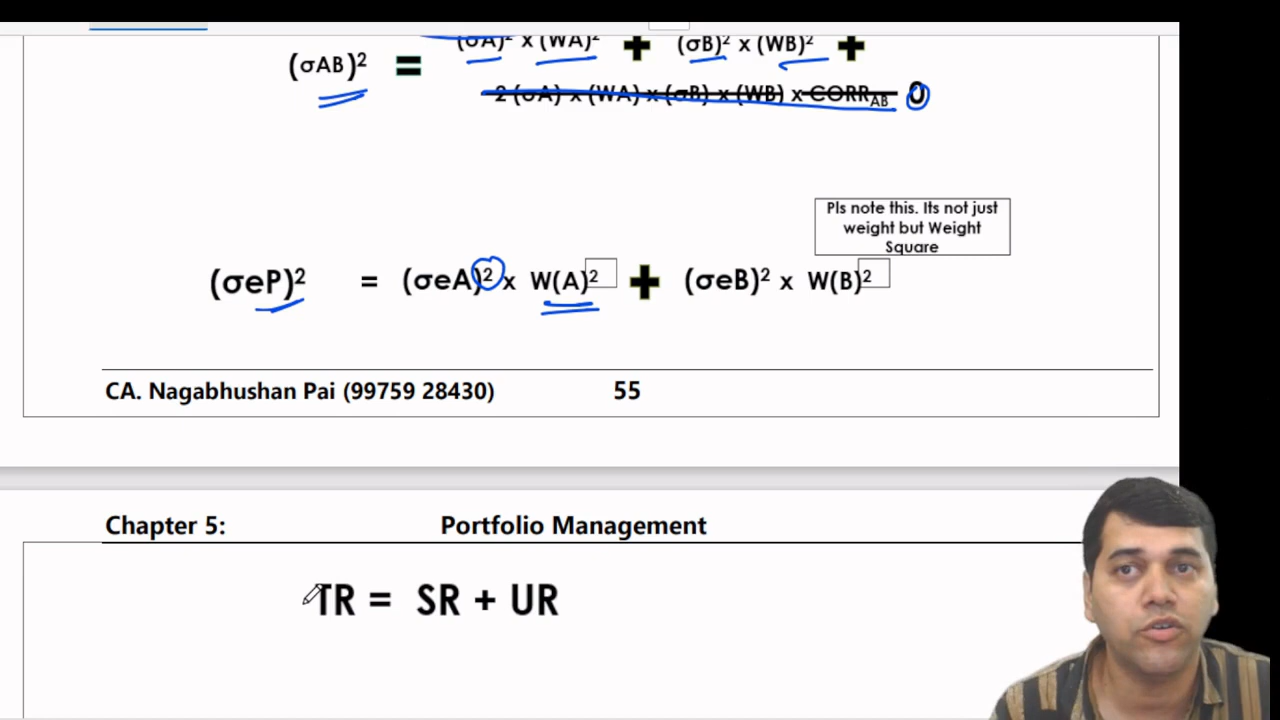 (σA)² x (WA)² + (σB)² x (WB)² +
(σAB)² =
2 (σA) x (WA) x (σB) x (WB) x CORR_AB 0
Pls note this. Its not just
weight but Weight
Square
(σeP)² = (σeA)² x W(A)² + (σeB)² x W(B)²
CA. Nagabhushan Pai (99759 28430) 55
Chapter 5: Portfolio Management
TR = SR + UR